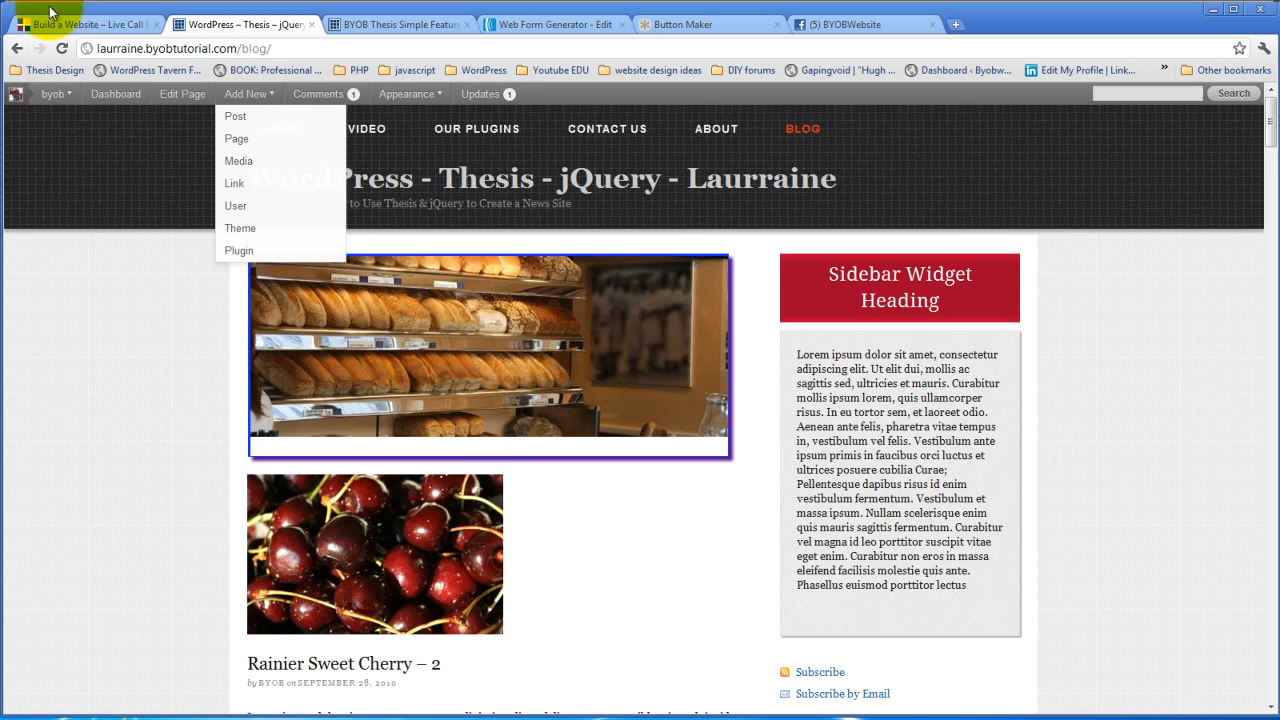 Build a Website – Live Call I
WordPress – Thesis – jQuery
BYOB Thesis Simple Featur
Web Form Generator - Edit
Button Maker
(5) BYOBWebsite
laurraine.byobtutorial.com/blog/
Thesis Design
WordPress Tavern F...
BOOK: Professional ...
PHP
javascript
WordPress
Youtube EDU
website design ideas
DIY forums
Gapingvoid | "Hugh ...
Dashboard ‹ Byobw...
Edit My Profile | Link...
»
Other bookmarks
byob
Dashboard
Edit Page
Add New
Comments 1
Appearance
Updates 1
Search
Post
Page
Media
Link
User
Theme
Plugin
VIDEO
OUR PLUGINS
CONTACT US
ABOUT
BLOG
WordPress - Thesis - jQuery - Laurraine
to Use Thesis & jQuery to Create a News Site
Sidebar Widget
Heading
Lorem ipsum dolor sit amet, consectetur
adipiscing elit. Ut elit dui, mollis ac
sagittis sed, ultricies et mauris. Curabitur
mollis ipsum lorem, quis ullamcorper
risus. In eu tortor sem, et laoreet odio.
Aenean ante felis, pharetra vitae tempus
in, vestibulum vel felis. Vestibulum ante
ipsum primis in faucibus orci luctus et
ultrices posuere cubilia Curae;
Pellentesque dapibus risus id enim
vestibulum fermentum. Vestibulum et
massa ipsum. Nullam scelerisque enim
quis mauris sagittis fermentum. Curabitur
vel magna id leo porttitor suscipit vitae
eget enim. Curabitur non eros in massa
eleifend facilisis molestie quis ante.
Phasellus euismod porttitor lectus
Rainier Sweet Cherry – 2
by BYOB on SEPTEMBER 28, 2010
Subscribe
Subscribe by Email